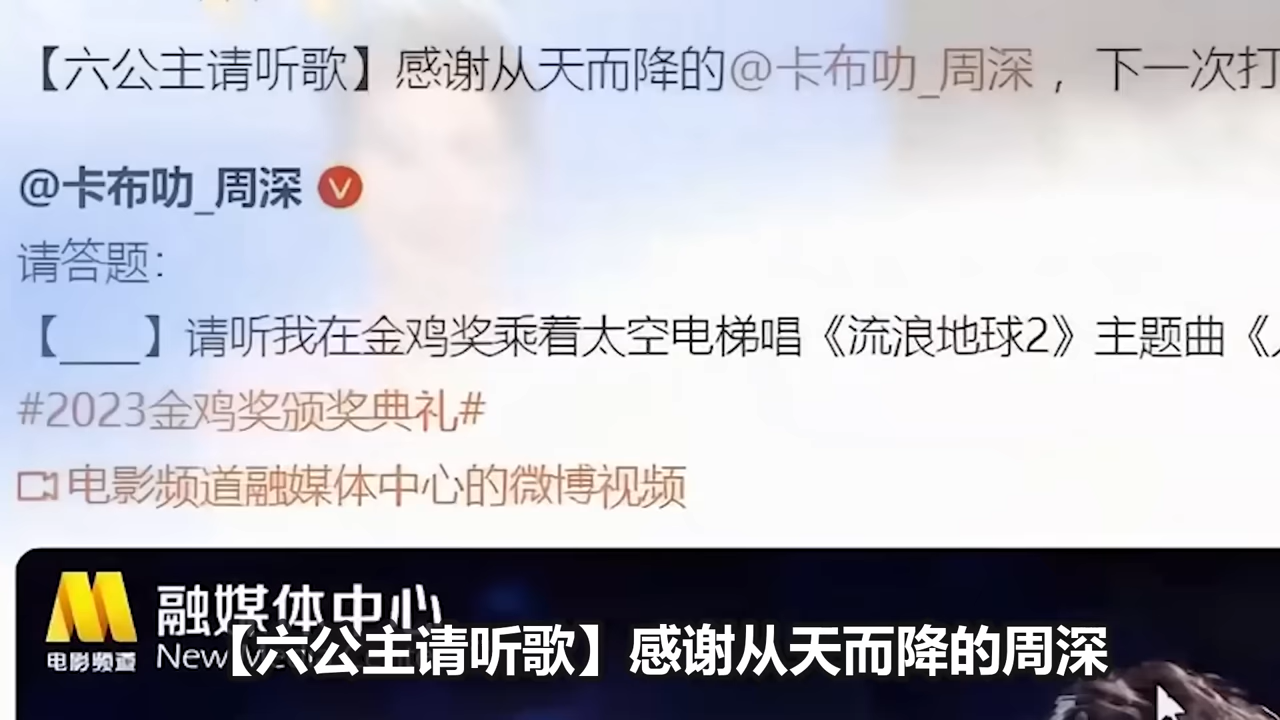 【六公主请听歌】感谢从天而降的@卡布叻_周深，下一次打
@卡布叻_周深
请答题：
【___】请听我在金鸡奖乘着太空电梯唱《流浪地球2》主题曲《人
#2023金鸡奖颁奖典礼#
电影频道融媒体中心的微博视频
融媒体中心
电影频道 New
【六公主请听歌】感谢从天而降的周深